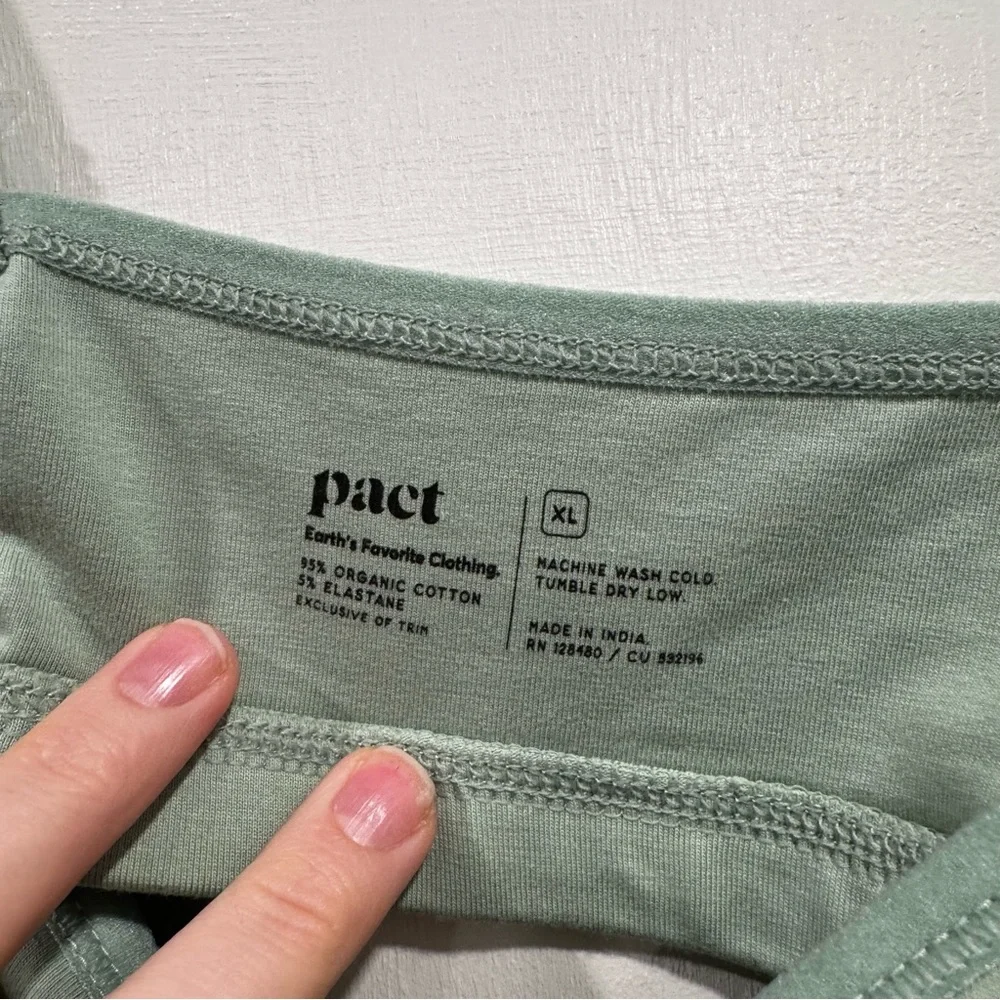 pact
Earth's Favorite Clothing.
95% ORGANIC COTTON
5% ELASTANE
EXCLUSIVE OF TRIM
XL
MACHINE WASH COLD.
TUMBLE DRY LOW.
MADE IN INDIA.
RN 128480 / CU